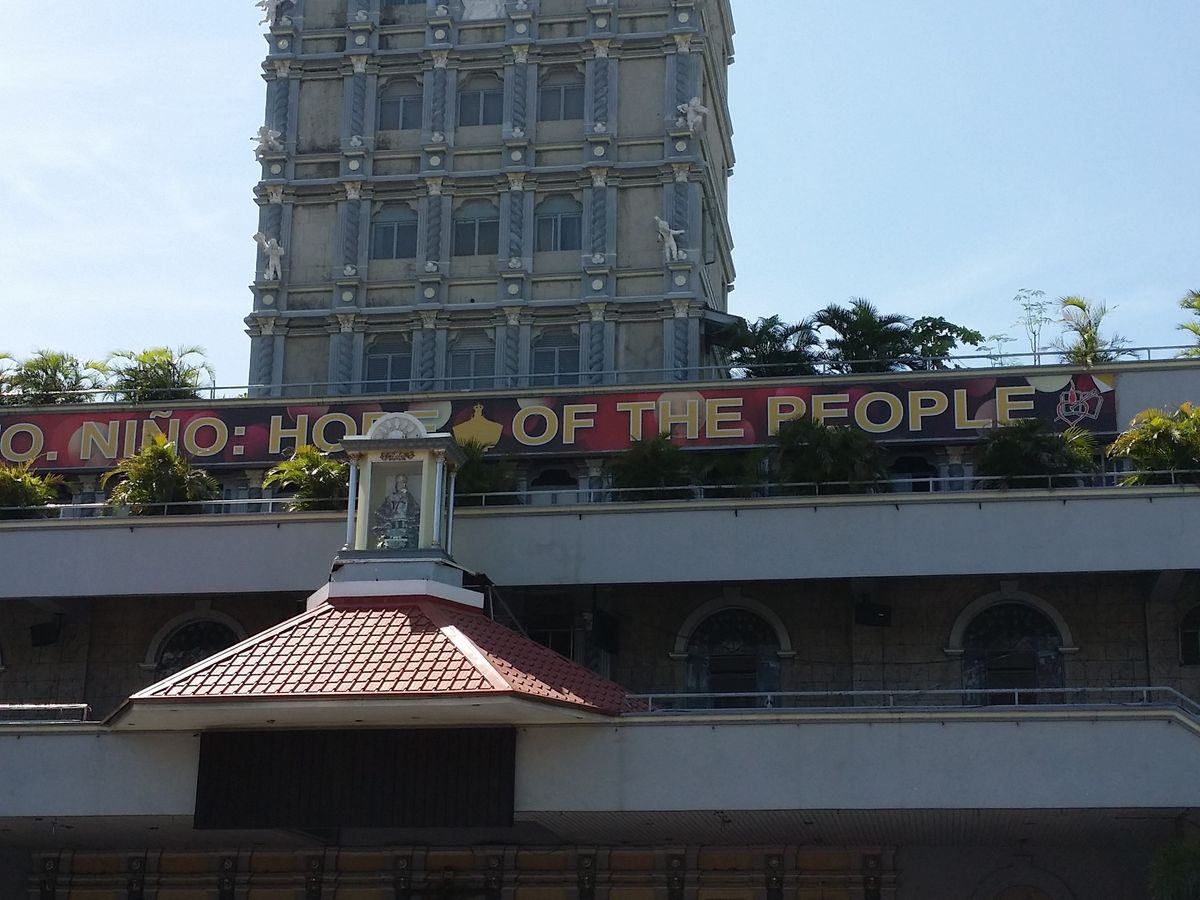 O. NIÑO: HOPE OF THE PEOPLE